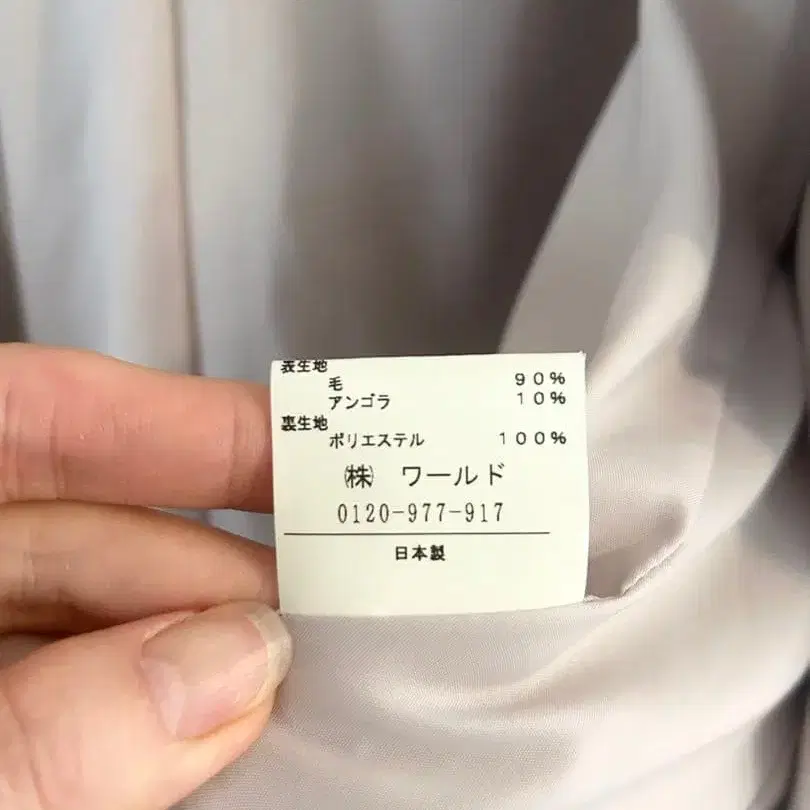 表生地
毛 90%
アンゴラ 10%
裏生地
ポリエステル 100%
㈱ ワールド
0120-977-917
日本製